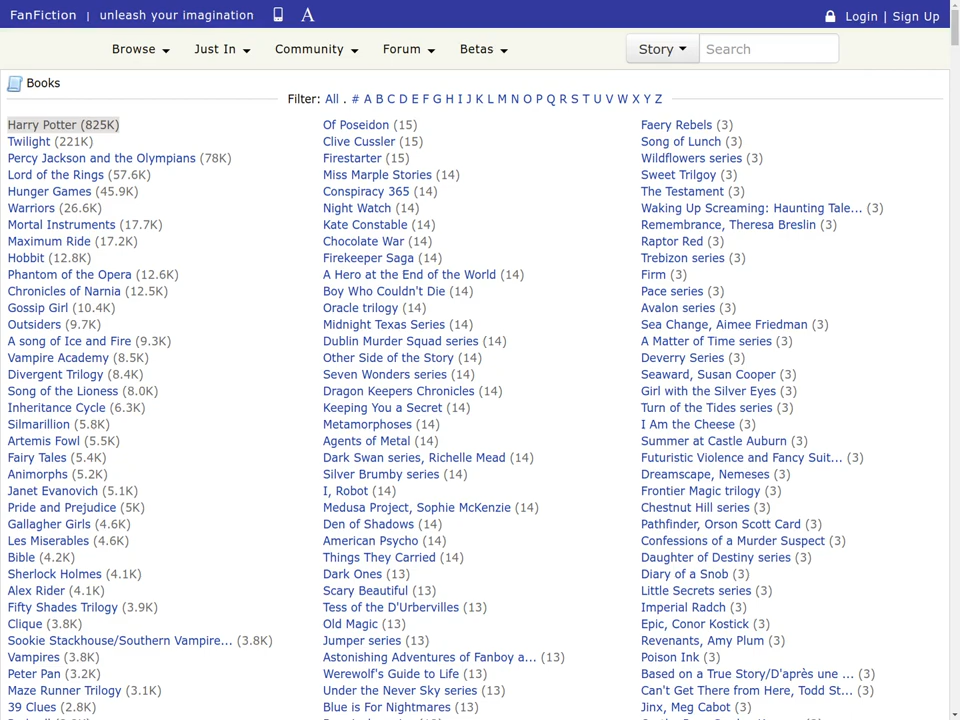 FanFiction | unleash your imagination A Login | Sign Up
Browse Just In Community Forum Betas Story Search
Books
Filter: All . # A B C D E F G H I J K L M N O P Q R S T U V W X Y Z
Harry Potter (825K)
Twilight (221K)
Percy Jackson and the Olympians (78K)
Lord of the Rings (57.6K)
Hunger Games (45.9K)
Warriors (26.6K)
Mortal Instruments (17.7K)
Maximum Ride (17.2K)
Hobbit (12.8K)
Phantom of the Opera (12.6K)
Chronicles of Narnia (12.5K)
Gossip Girl (10.4K)
Outsiders (9.7K)
A song of Ice and Fire (9.3K)
Vampire Academy (8.5K)
Divergent Trilogy (8.4K)
Song of the Lioness (8.0K)
Inheritance Cycle (6.3K)
Silmarillion (5.8K)
Artemis Fowl (5.5K)
Fairy Tales (5.4K)
Animorphs (5.2K)
Janet Evanovich (5.1K)
Pride and Prejudice (5K)
Gallagher Girls (4.6K)
Les Miserables (4.6K)
Bible (4.2K)
Sherlock Holmes (4.1K)
Alex Rider (4.1K)
Fifty Shades Trilogy (3.9K)
Clique (3.8K)
Sookie Stackhouse/Southern Vampire... (3.8K)
Vampires (3.8K)
Peter Pan (3.2K)
Maze Runner Trilogy (3.1K)
39 Clues (2.8K)
Of Poseidon (15)
Clive Cussler (15)
Firestarter (15)
Miss Marple Stories (14)
Conspiracy 365 (14)
Night Watch (14)
Kate Constable (14)
Chocolate War (14)
Firekeeper Saga (14)
A Hero at the End of the World (14)
Boy Who Couldn't Die (14)
Oracle trilogy (14)
Midnight Texas Series (14)
Dublin Murder Squad series (14)
Other Side of the Story (14)
Seven Wonders series (14)
Dragon Keepers Chronicles (14)
Keeping You a Secret (14)
Metamorphoses (14)
Agents of Metal (14)
Dark Swan series, Richelle Mead (14)
Silver Brumby series (14)
I, Robot (14)
Medusa Project, Sophie McKenzie (14)
Den of Shadows (14)
American Psycho (14)
Things They Carried (14)
Dark Ones (13)
Scary Beautiful (13)
Tess of the D'Urbervilles (13)
Old Magic (13)
Jumper series (13)
Astonishing Adventures of Fanboy a... (13)
Werewolf's Guide to Life (13)
Under the Never Sky series (13)
Blue is For Nightmares (13)
Faery Rebels (3)
Song of Lunch (3)
Wildflowers series (3)
Sweet Trilgoy (3)
The Testament (3)
Waking Up Screaming: Haunting Tale... (3)
Remembrance, Theresa Breslin (3)
Raptor Red (3)
Trebizon series (3)
Firm (3)
Pace series (3)
Avalon series (3)
Sea Change, Aimee Friedman (3)
A Matter of Time series (3)
Deverry Series (3)
Seaward, Susan Cooper (3)
Girl with the Silver Eyes (3)
Turn of the Tides series (3)
I Am the Cheese (3)
Summer at Castle Auburn (3)
Futuristic Violence and Fancy Suit... (3)
Dreamscape, Nemeses (3)
Frontier Magic trilogy (3)
Chestnut Hill series (3)
Pathfinder, Orson Scott Card (3)
Confessions of a Murder Suspect (3)
Daughter of Destiny series (3)
Diary of a Snob (3)
Little Secrets series (3)
Imperial Radch (3)
Epic, Conor Kostick (3)
Revenants, Amy Plum (3)
Poison Ink (3)
Based on a True Story/D'après une ... (3)
Can't Get There from Here, Todd St... (3)
Jinx, Meg Cabot (3)